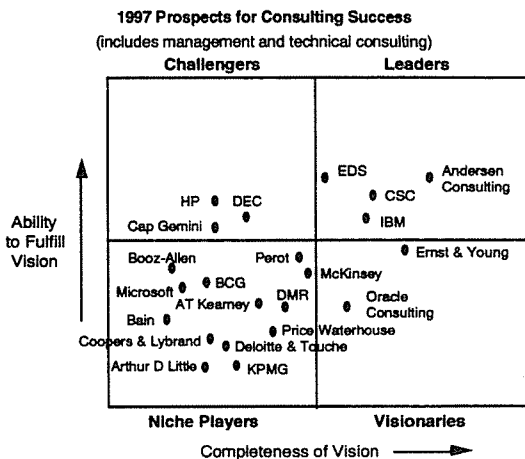 1997 Prospects for Consulting Success
(includes management and technical consulting)
Challengers
Leaders
EDS
Andersen
Consulting
HP
DEC
CSC
Cap Gemini
IBM
Ability
to Fulfill
Vision
Booz-Allen
Perot
Ernst & Young
McKinsey
Microsoft
BCG
AT Kearney
DMR
Oracle
Consulting
Bain
Price Waterhouse
Coopers & Lybrand
Deloitte & Touche
Arthur D Little
KPMG
Niche Players
Visionaries
Completeness of Vision